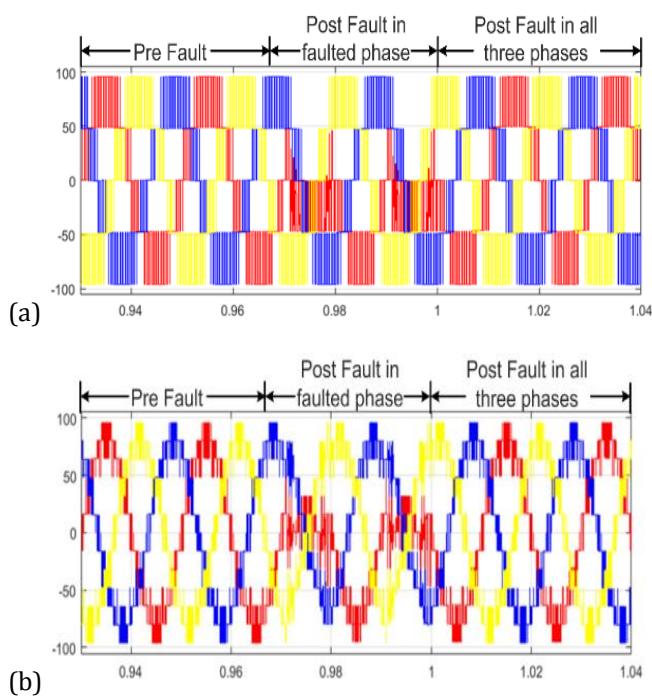 Pre Fault
Post Fault in
faulted phase
Post Fault in all
three phases
100
50
0
-50
-100
0.94 0.96 0.98 1 1.02 1.04
(a)
Pre Fault
Post Fault in
faulted phase
Post Fault in all
three phases
100
50
0
-50
-100
0.94 0.96 0.98 1 1.02 1.04
(b)